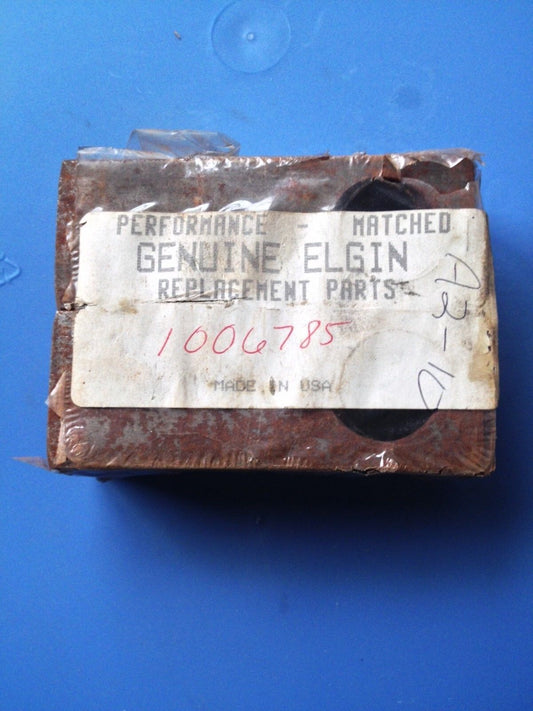 PERFORMANCE - MATCHED
GENUINE ELGIN
REPLACEMENT PARTS
1006785
MADE IN USA
A2-10